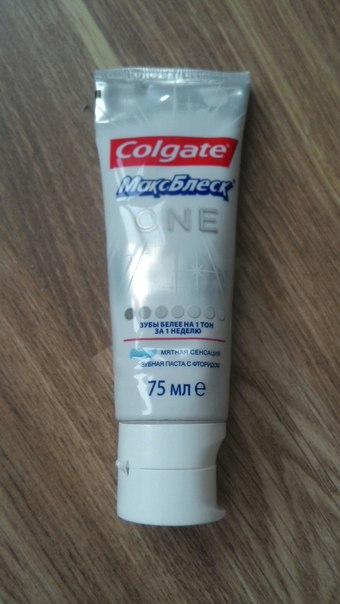 Colgate
МаксБлеск
ONE
ЗУБЫ БЕЛЕЕ НА 1 ТОН
ЗА 1 НЕДЕЛЮ
МЯТНАЯ СЕНСАЦИЯ
ЗУБНАЯ ПАСТА С ФТОРИДОМ
75 МЛ e